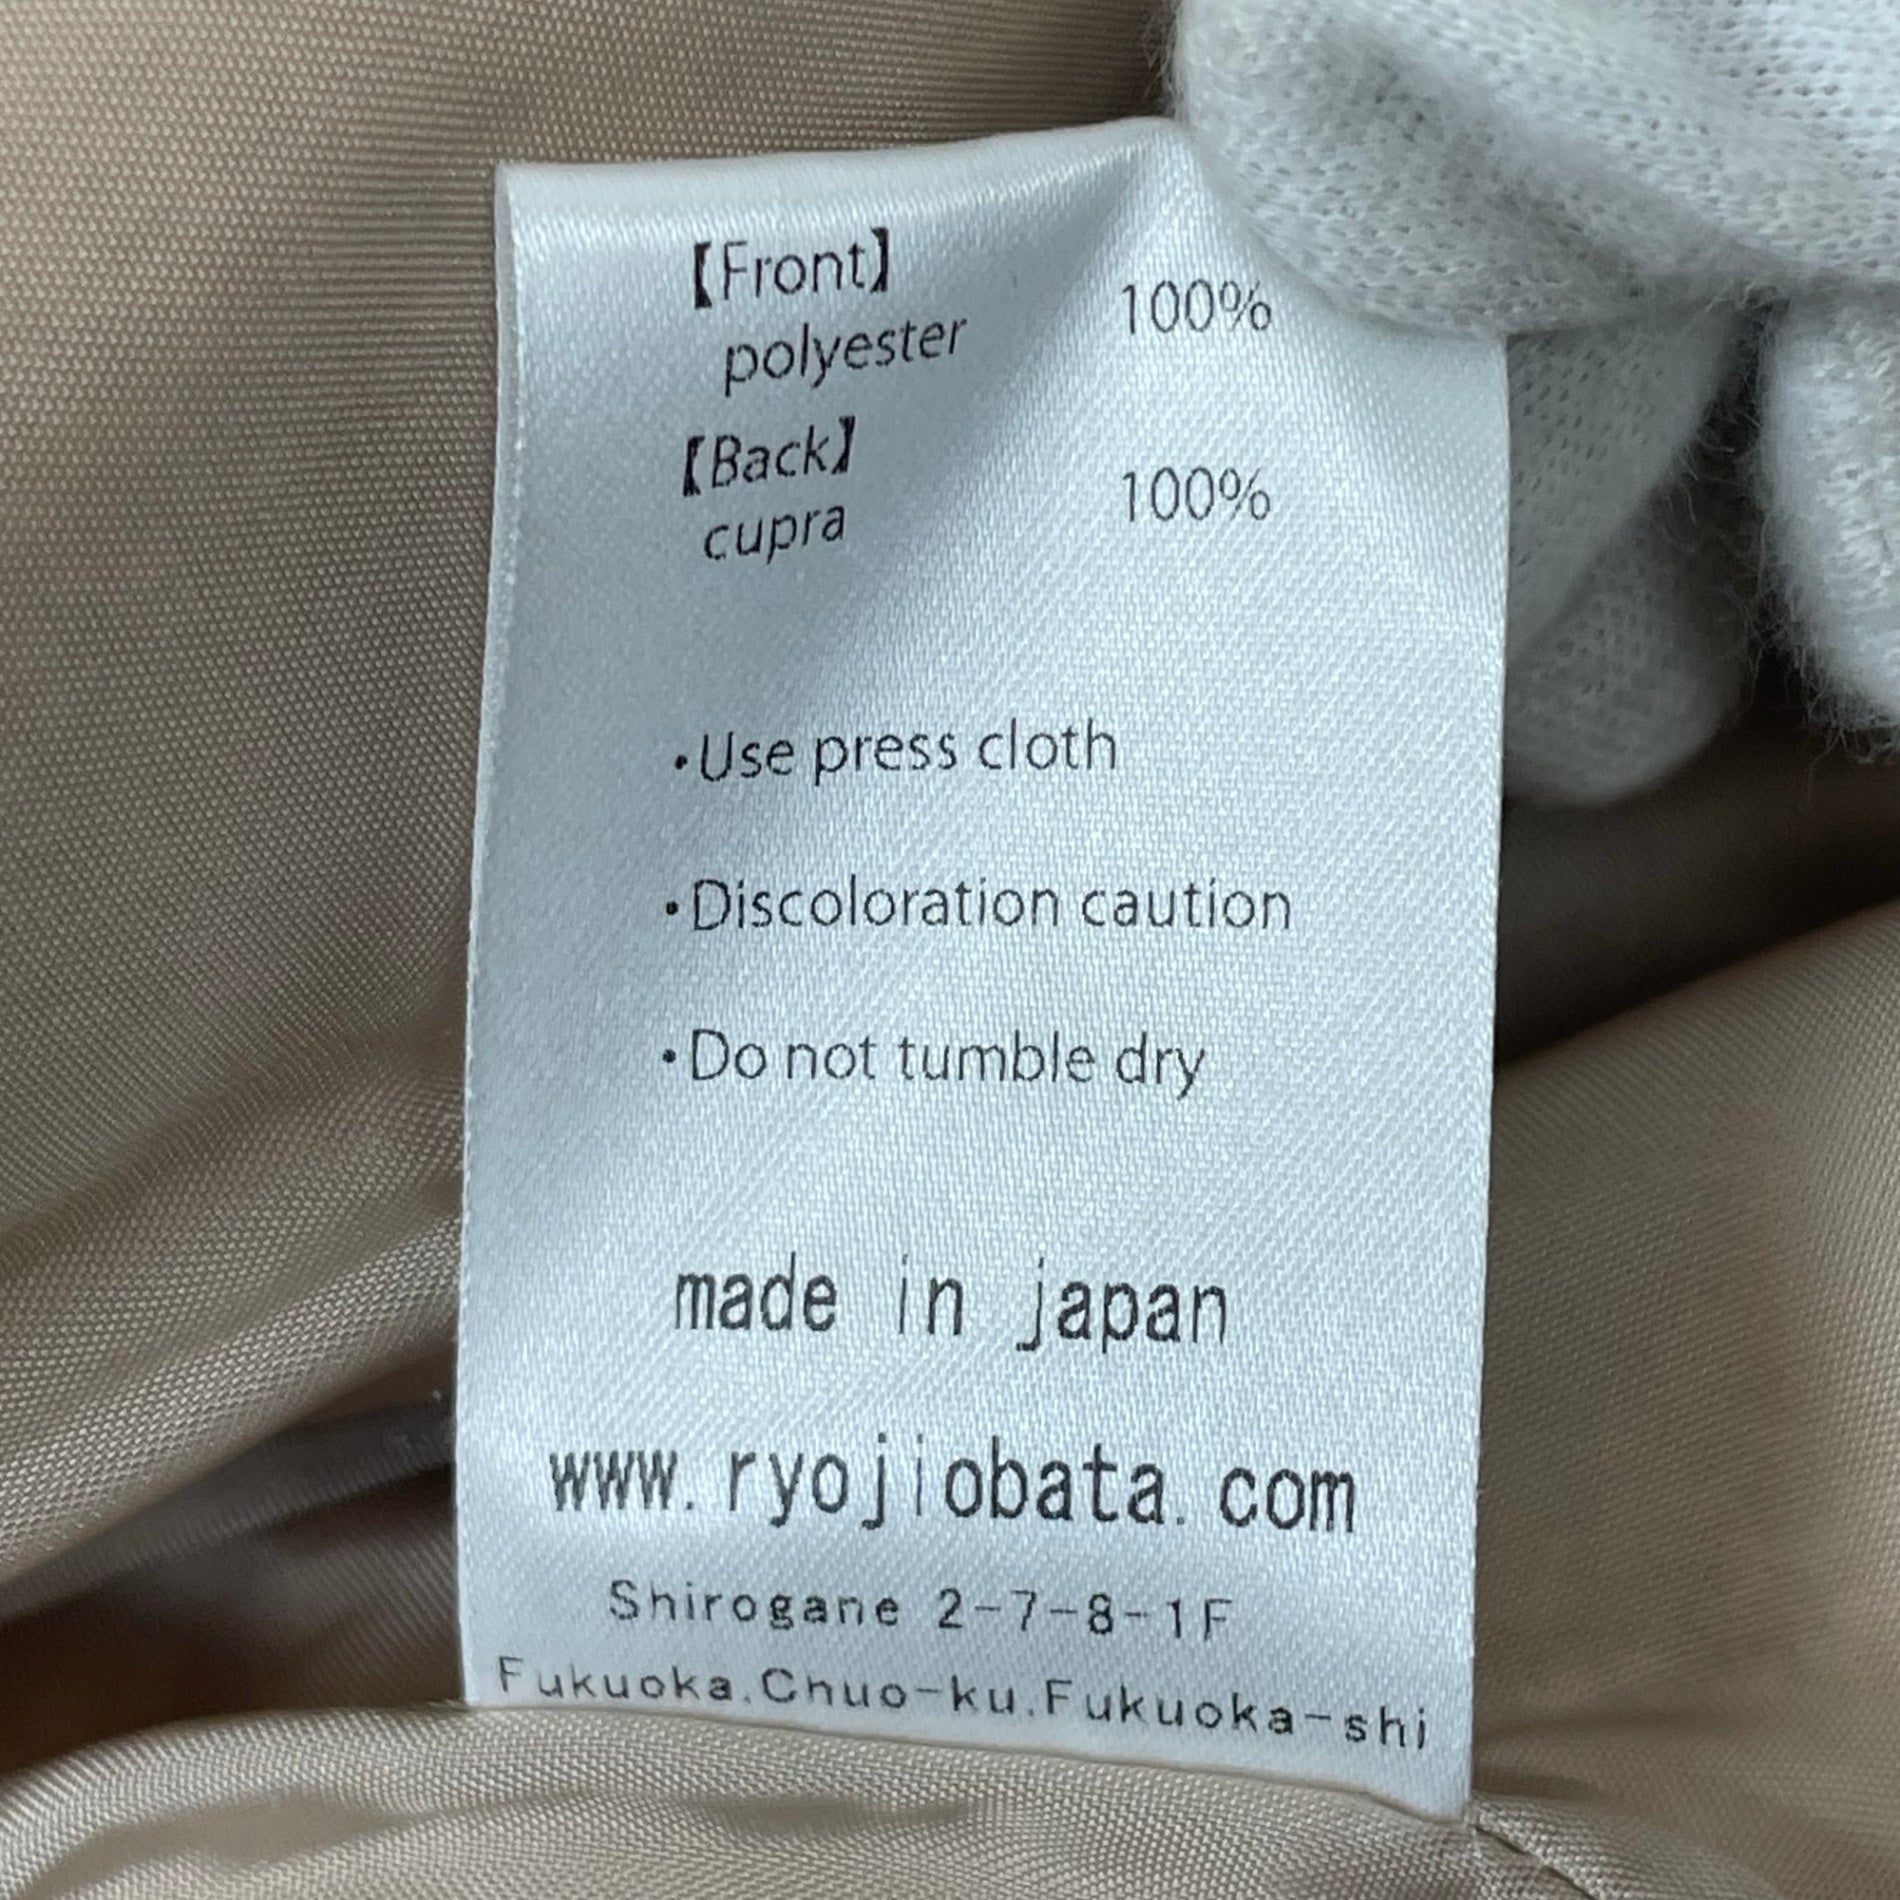 【Front】
polyester 100%
【Back】
cupra 100%
・Use press cloth
・Discoloration caution
・Do not tumble dry
made in japan
www.ryojiobata.com
Shirogane 2-7-8-1F
Fukuoka.Chuo-ku.Fukuoka-shi